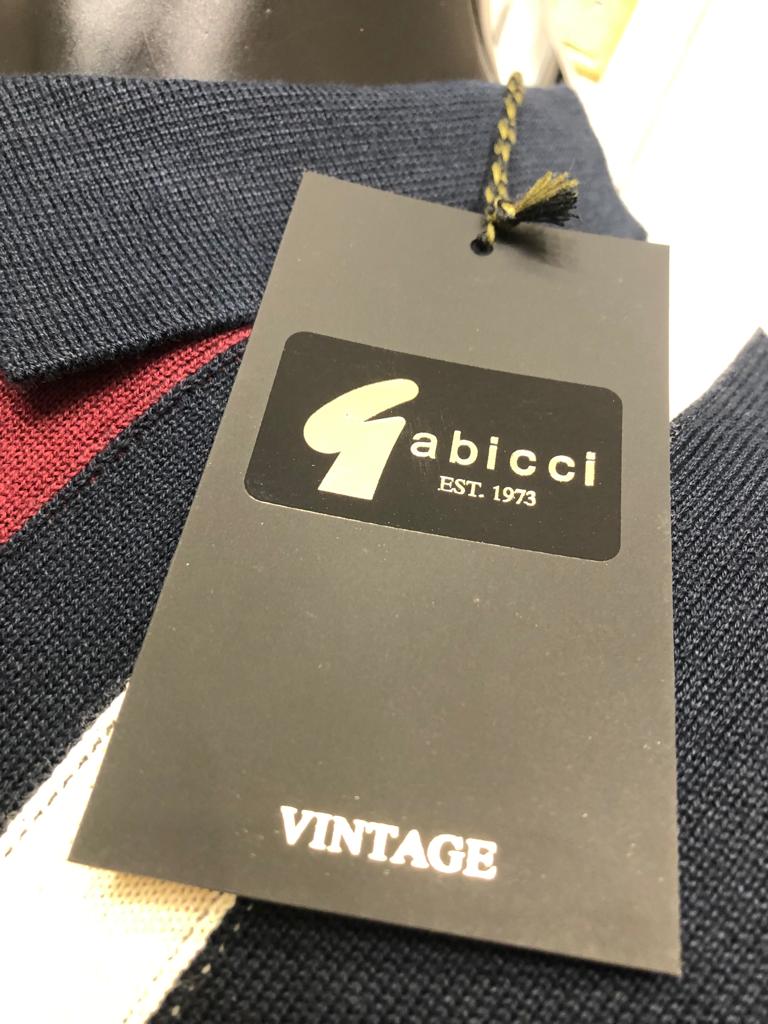 Gabicci
EST. 1973
VINTAGE